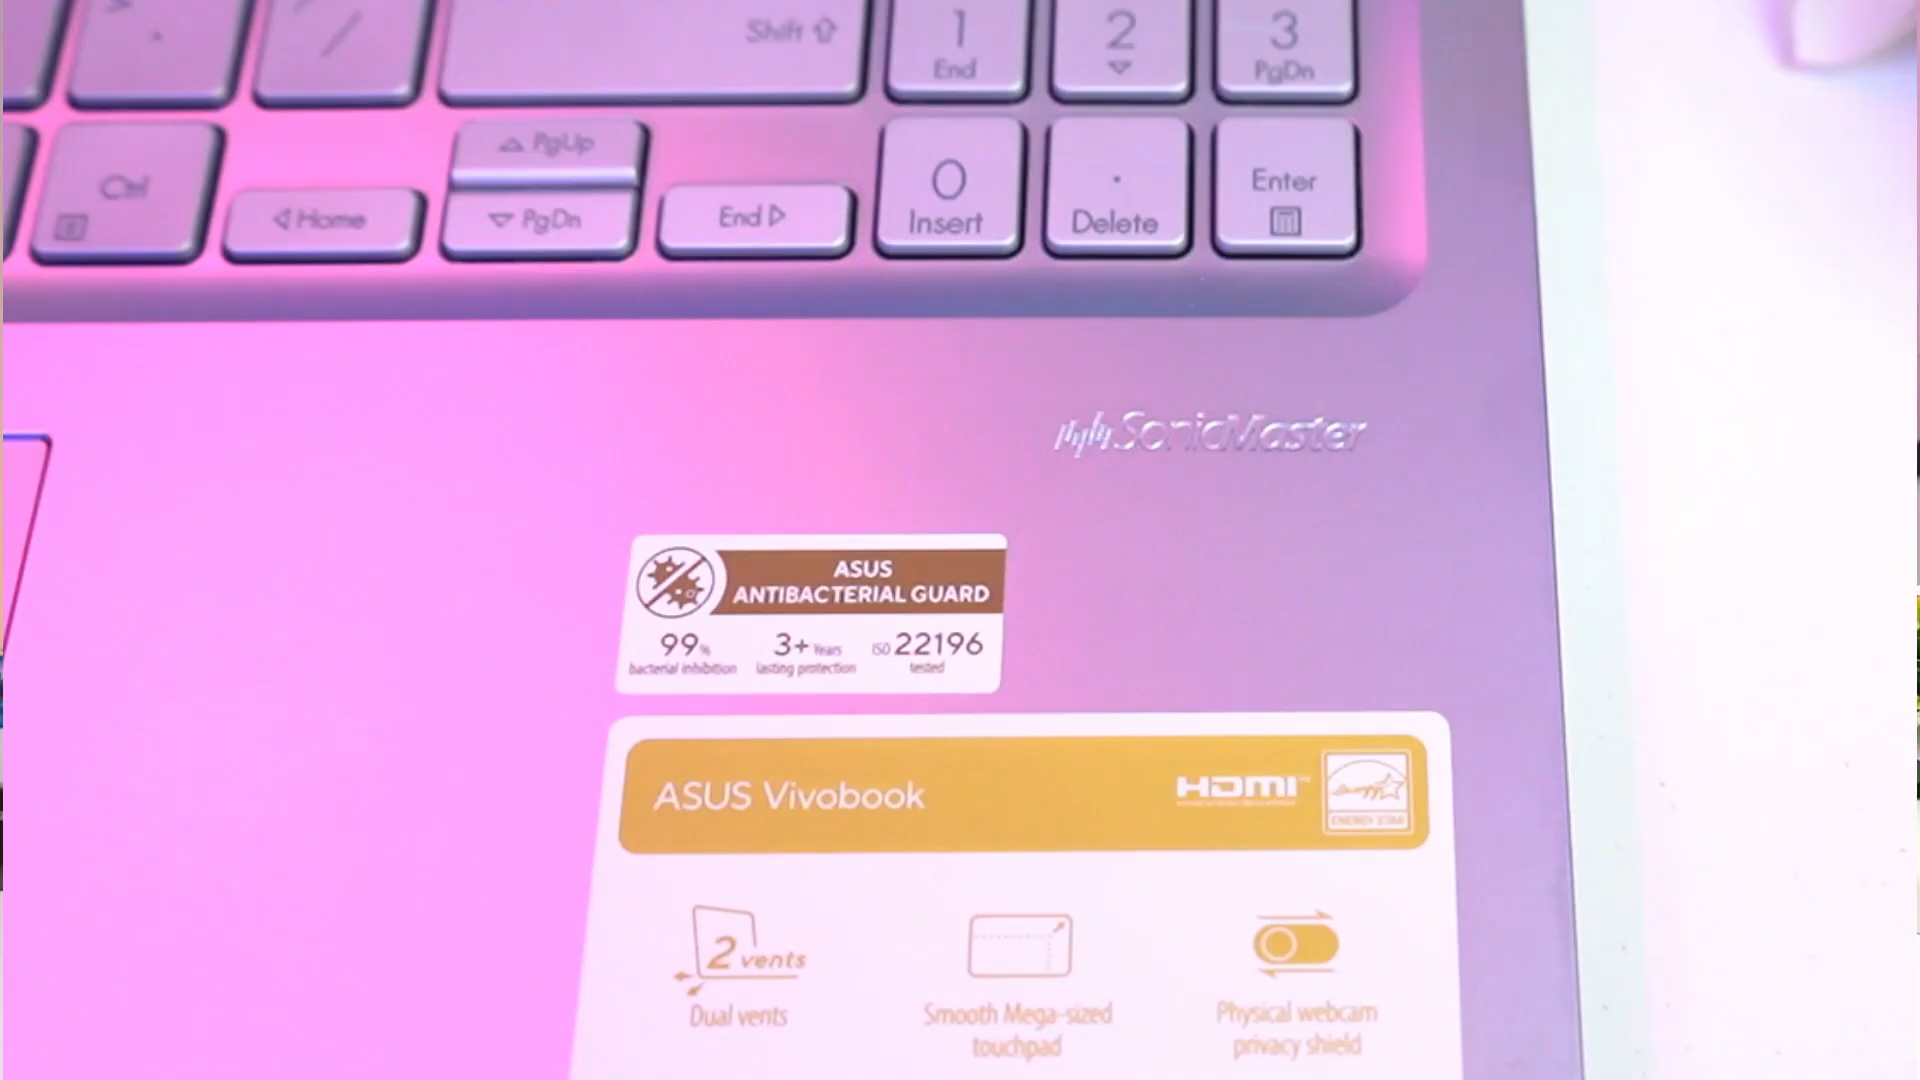 Shift
1
End
2
3
PgDn
Ctrl
Home
PgUp
PgDn
End
0
Insert
.
Delete
Enter
SonicMaster
ASUS
ANTIBACTERIAL GUARD
99%
bacterial inhibition
3+ Years
lasting protection
ISO 22196
tested
ASUS Vivobook
HDMI™
ENERGY STAR
2 vents
Dual vents
Smooth Mega-sized
touchpad
Physical webcam
privacy shield